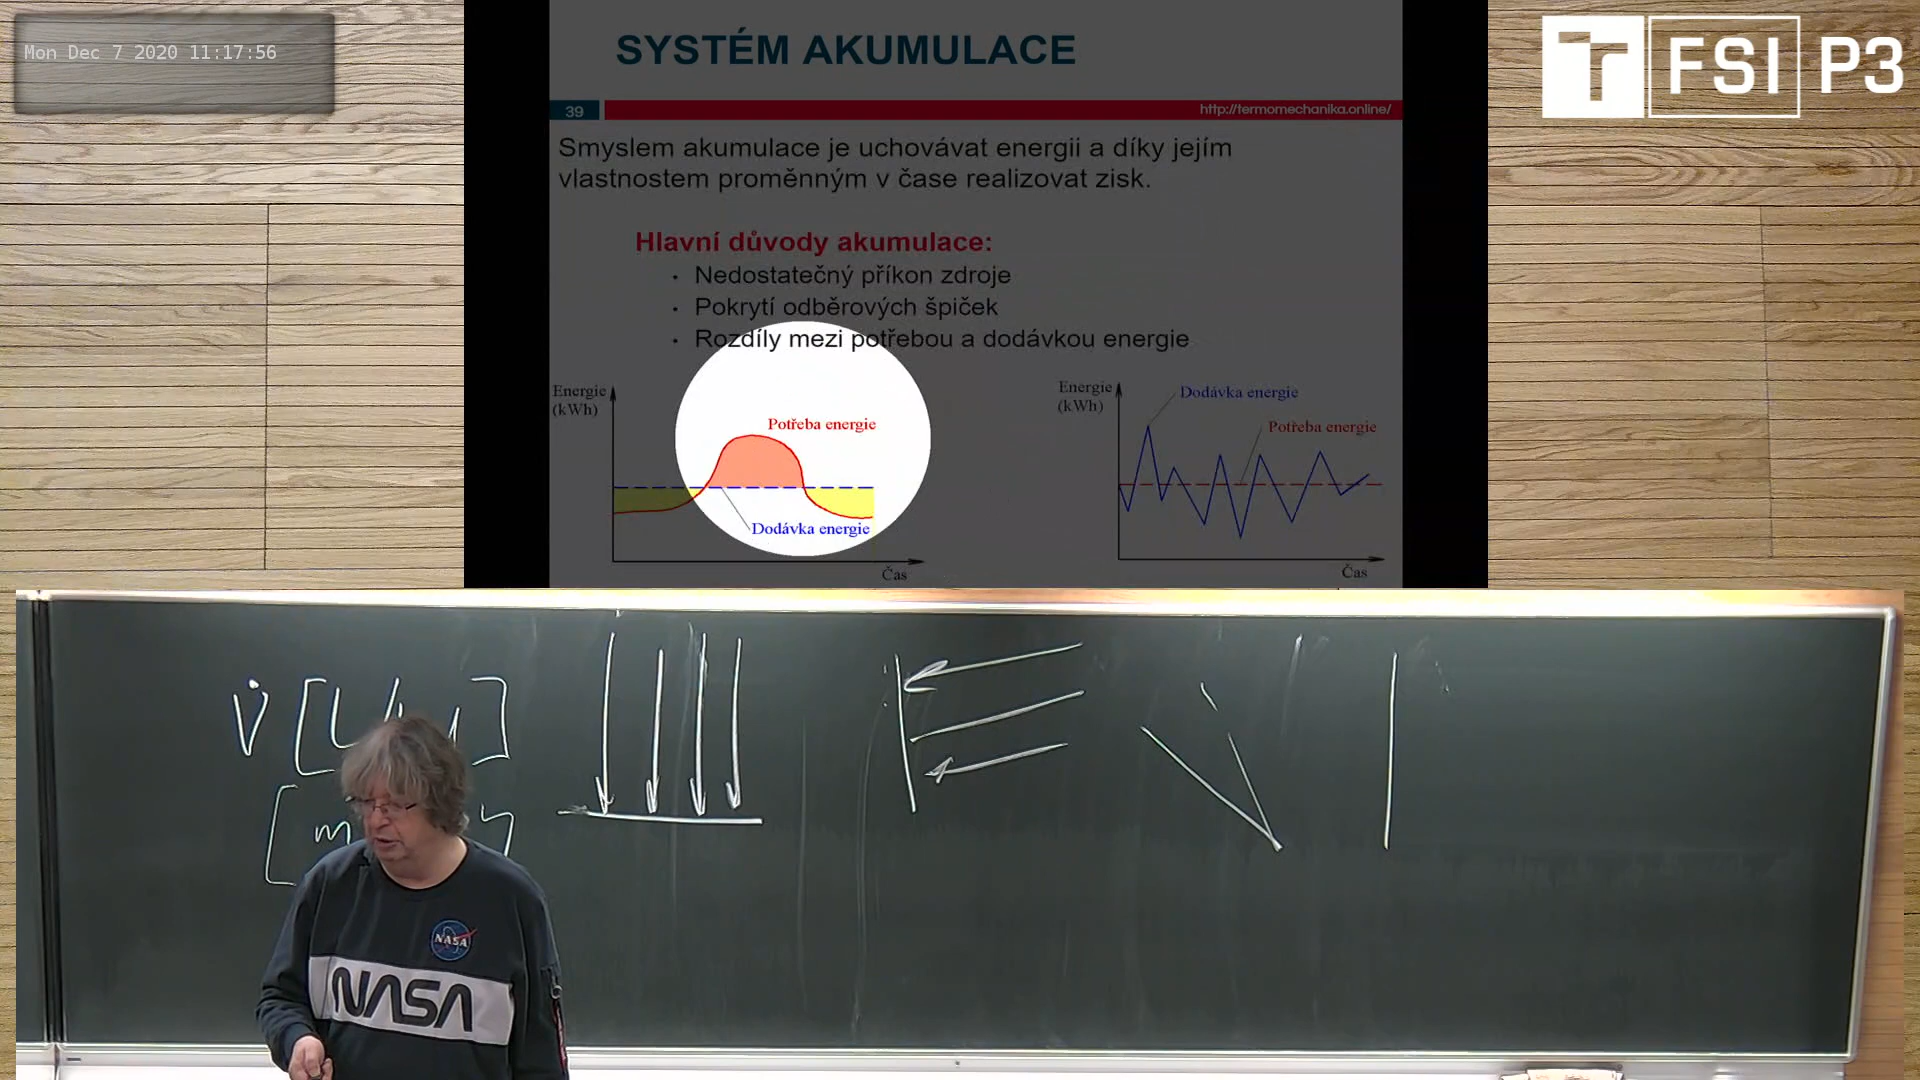 Mon Dec 7 2020 11:17:56
T FSI P3
SYSTÉM AKUMULACE
39
http://termomechanika.online/
Smyslem akumulace je uchovávat energii a díky jejím
vlastnostem proměnným v čase realizovat zisk.
Hlavní důvody akumulace:
• Nedostatečný příkon zdroje
• Pokrytí odběrových špiček
• Rozdíly mezi potřebou a dodávkou energie
Energie
(kWh)
Potřeba energie
Dodávka energie
Čas
Energie
(kWh)
Dodávka energie
Potřeba energie
Čas
NASA
NASA